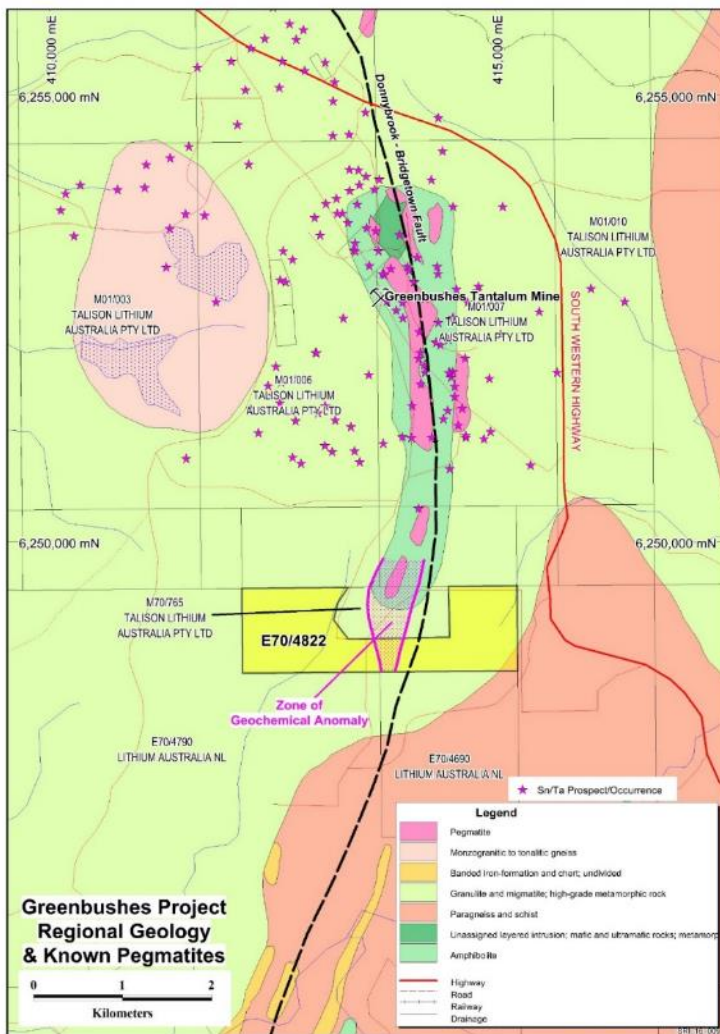 410,000 mE
415,000 mE
6,255,000 mN
6,255,000 mN
Donnybrook - Bridgetown Fault
M01/010
TALISON LITHIUM
AUSTRALIA PTY LTD
SOUTH WESTERN HIGHWAY
M01/003
TALISON LITHIUM
AUSTRALIA PTY LTD
Greenbushes Tantalum Mine
M01/007
TALISON LITHIUM
AUSTRALIA PTY LTD
M01/006
TALISON LITHIUM
AUSTRALIA PTY LTD
6,250,000 mN
6,250,000 mN
M70/765
TALISON LITHIUM
AUSTRALIA PTY LTD
E70/4822
Zone of
Geochemical Anomaly
E70/4790
LITHIUM AUSTRALIA NL
E70/4690
LITHIUM AUSTRALIA NL
Sn/Ta Prospect/Occurrence
Legend
Pegmatite
Monzogranitic to tonalitic gneiss
Banded iron-formation and chert; undivided
Granulite and migmatite; high-grade metamorphic rock
Paragneiss and schist
Unassigned layered intrusion; mafic and ultramafic rocks; metamorp
Amphibolite
Highway
Road
Railway
Drainage
Greenbushes Project
Regional Geology
& Known Pegmatites
0 1 2
Kilometers